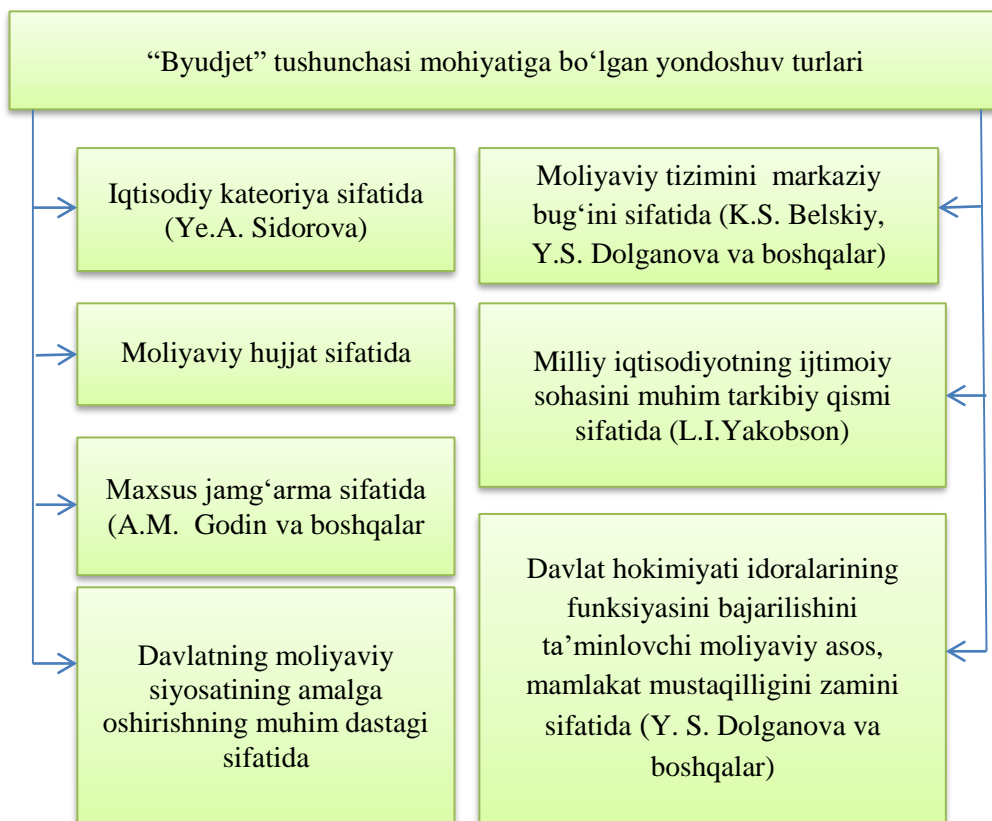 “Byudjet” tushunchasi mohiyatiga bo‘lgan yondoshuv turlari
Iqtisodiy kateoriya sifatida
(Ye.A. Sidorova)
Moliyaviy hujjat sifatida
Maxsus jamg‘arma sifatida
(A.M. Godin va boshqalar
Davlatning moliyaviy
siyosatining amalga
oshirishning muhim dastagi
sifatida
Moliyaviy tizimini markaziy
bug‘ini sifatida (K.S. Belskiy,
Y.S. Dolganova va boshqalar)
Milliy iqtisodiyotning ijtimoiy
sohasini muhim tarkibiy qismi
sifatida (L.I.Yakobson)
Davlat hokimiyati idoralarining
funksiyasini bajarilishini
ta’minlovchi moliyaviy asos,
mamlakat mustaqilligini zamini
sifatida (Y. S. Dolganova va
boshqalar)